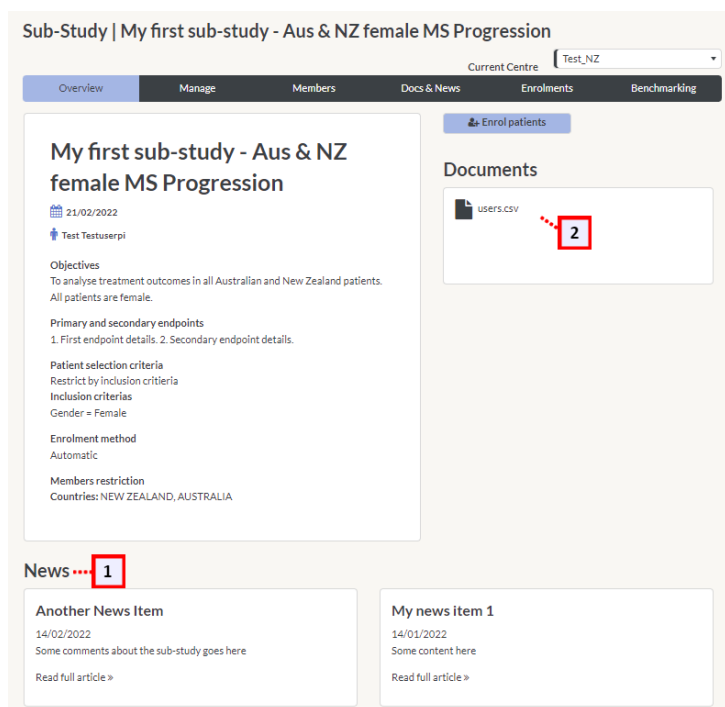 Sub-Study | My first sub-study - Aus & NZ female MS Progression
Current Centre Test_NZ
Overview Manage Members Docs & News Enrolments Benchmarking
Enrol patients
My first sub-study - Aus & NZ
female MS Progression
21/02/2022
Test Testuserpi
Objectives
To analyse treatment outcomes in all Australian and New Zealand patients.
All patients are female.
Primary and secondary endpoints
1. First endpoint details. 2. Secondary endpoint details.
Patient selection criteria
Restrict by inclusion critieria
Inclusion criterias
Gender = Female
Enrolment method
Automatic
Members restriction
Countries: NEW ZEALAND, AUSTRALIA
Documents
users.csv
2
News
1
Another News Item
14/02/2022
Some comments about the sub-study goes here
Read full article »
My news item 1
14/01/2022
Some content here
Read full article »